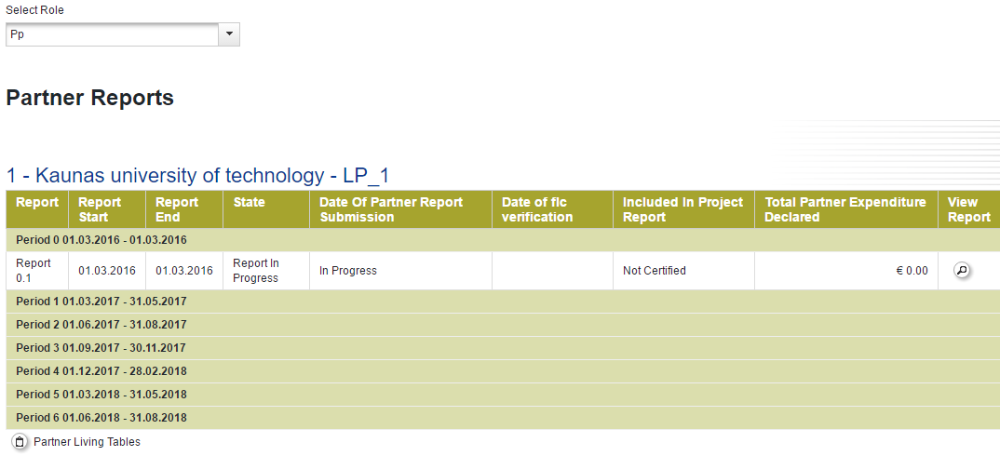 Select Role
Pp
Partner Reports
1 - Kaunas university of technology - LP_1
Report Report Start Report End State Date Of Partner Report Submission Date of flc verification Included In Project Report Total Partner Expenditure Declared View Report
Period 0 01.03.2016 - 01.03.2016
Report 0.1 01.03.2016 01.03.2016 Report In Progress In Progress Not Certified € 0.00
Period 1 01.03.2017 - 31.05.2017
Period 2 01.06.2017 - 31.08.2017
Period 3 01.09.2017 - 30.11.2017
Period 4 01.12.2017 - 28.02.2018
Period 5 01.03.2018 - 31.05.2018
Period 6 01.06.2018 - 31.08.2018
Partner Living Tables